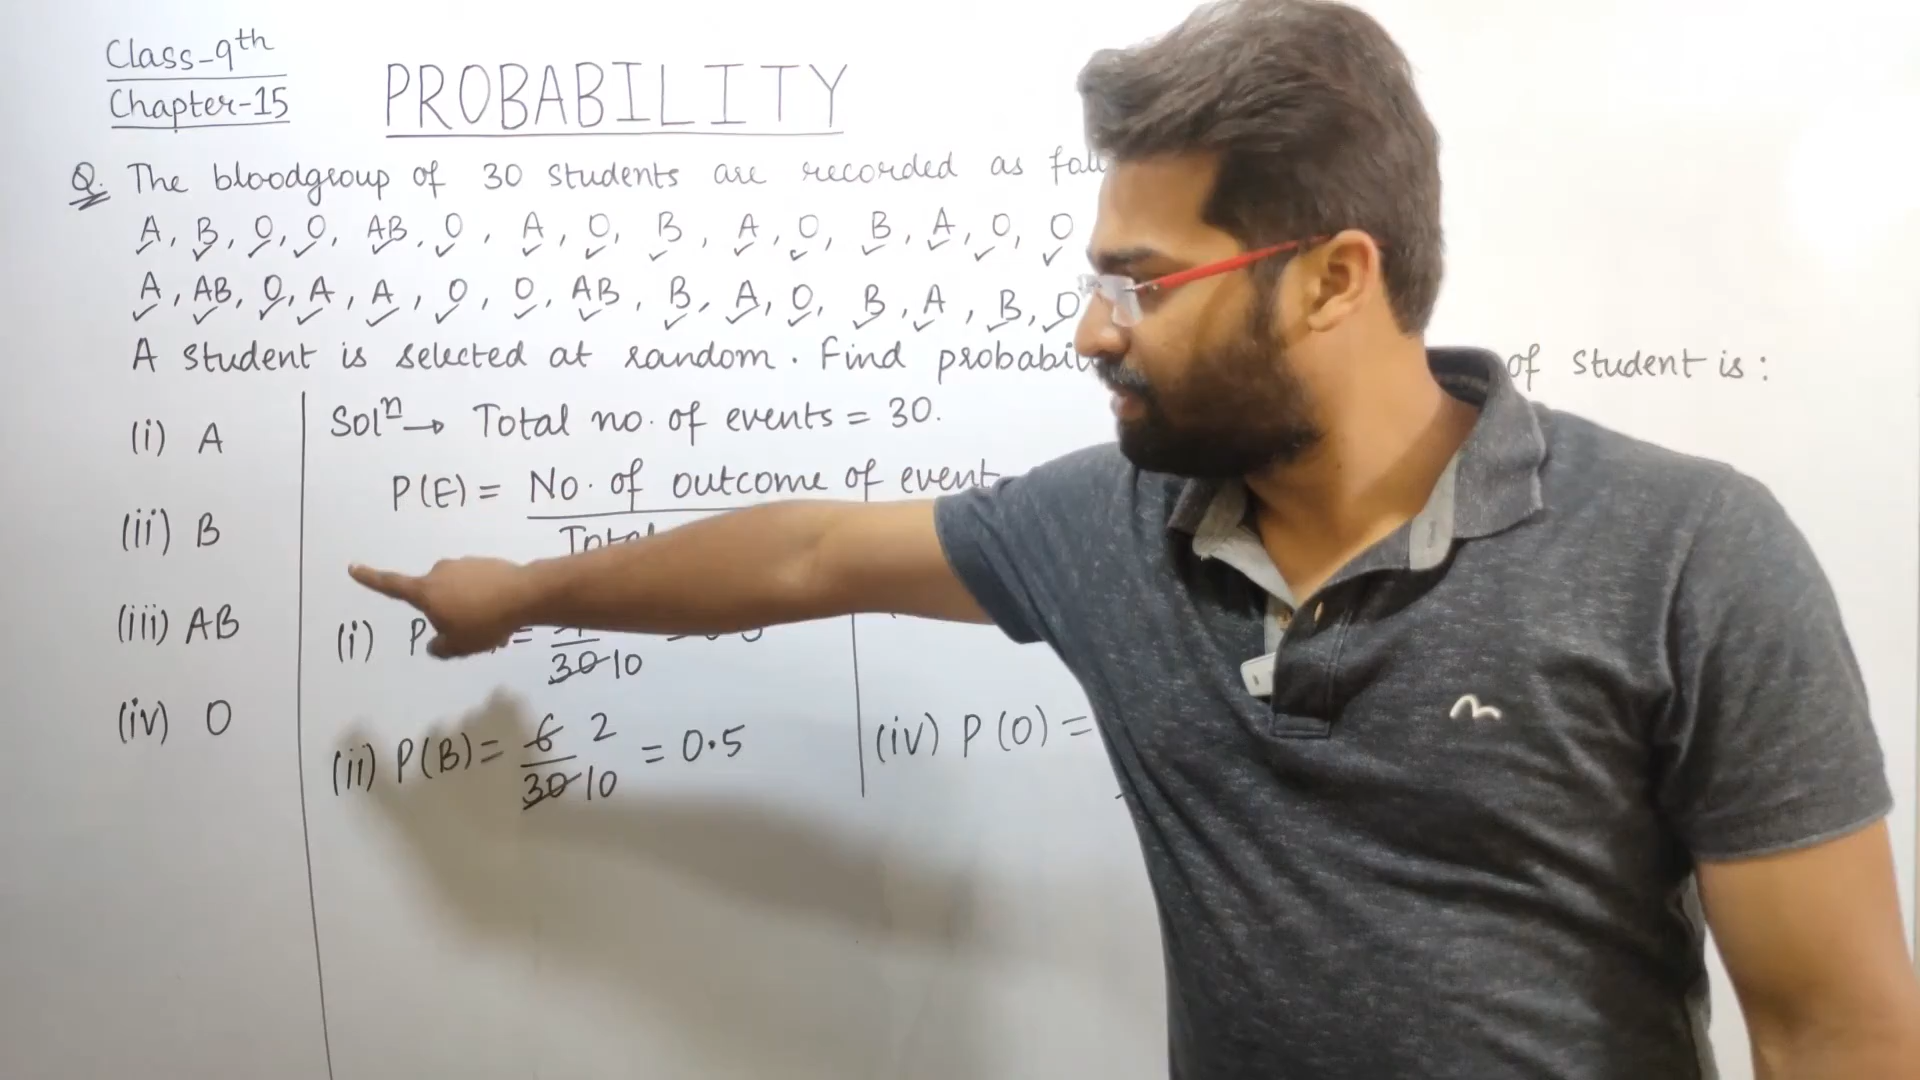 Class-9th
Chapter-15
PROBABILITY
Q. The bloodgroup of 30 students are recorded as
A, B, O, O, AB, O, A, O, B, A, O, B, A, O, O
A, AB, O, A, A, O, O, AB, B, A, O, B, A, B, O
A student is selected at random. Find of student is:
(i) A
(ii) B
(iii) AB
(iv) O
Solⁿ → Total no. of events = 30.
P(E) = No. of outcome of event
(i) P = 30 10
(ii) P(B) = 6 2 / 30 10 = 0.5
(iv) P(O) =